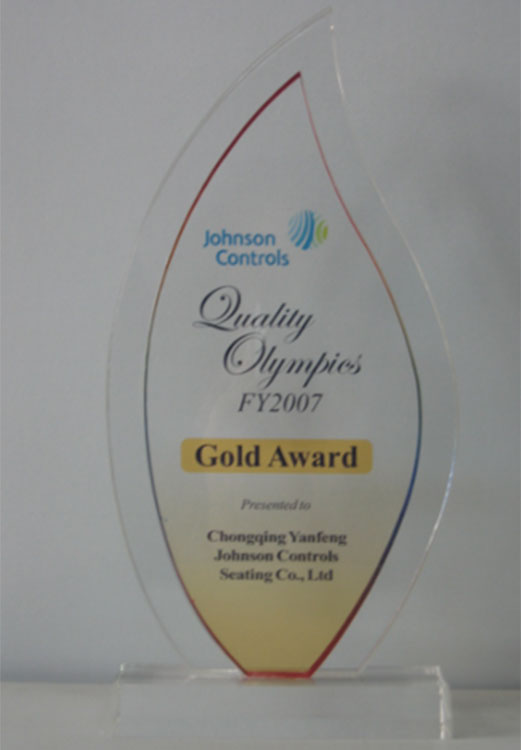 Johnson
Controls
Quality
Olympics
FY2007
Gold Award
Presented to
Chongqing Yanfeng
Johnson Controls
Seating Co., Ltd